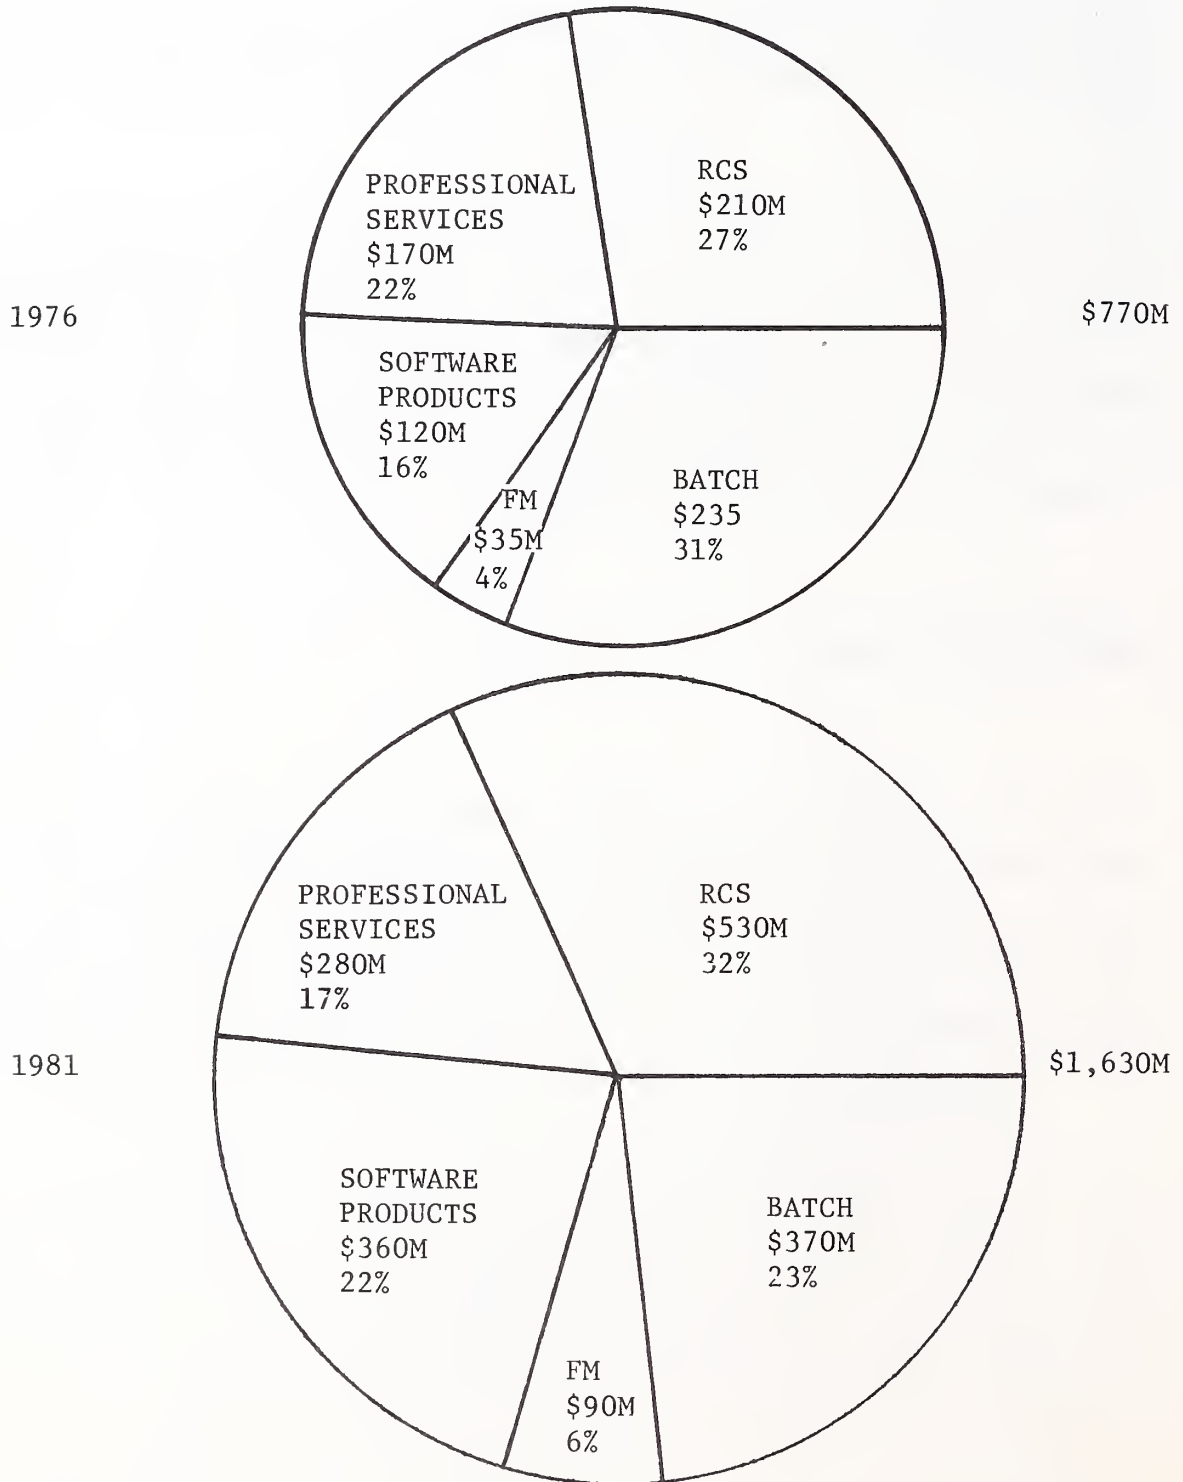 RCS
$210M
27%
PROFESSIONAL
SERVICES
$170M
22%
1976
$770M
SOFTWARE
PRODUCTS
$120M
16%
FM
$35M
4%
BATCH
$235
31%
PROFESSIONAL
SERVICES
$280M
17%
RCS
$530M
32%
1981
$1,630M
SOFTWARE
PRODUCTS
$360M
22%
BATCH
$370M
23%
FM
$90M
6%